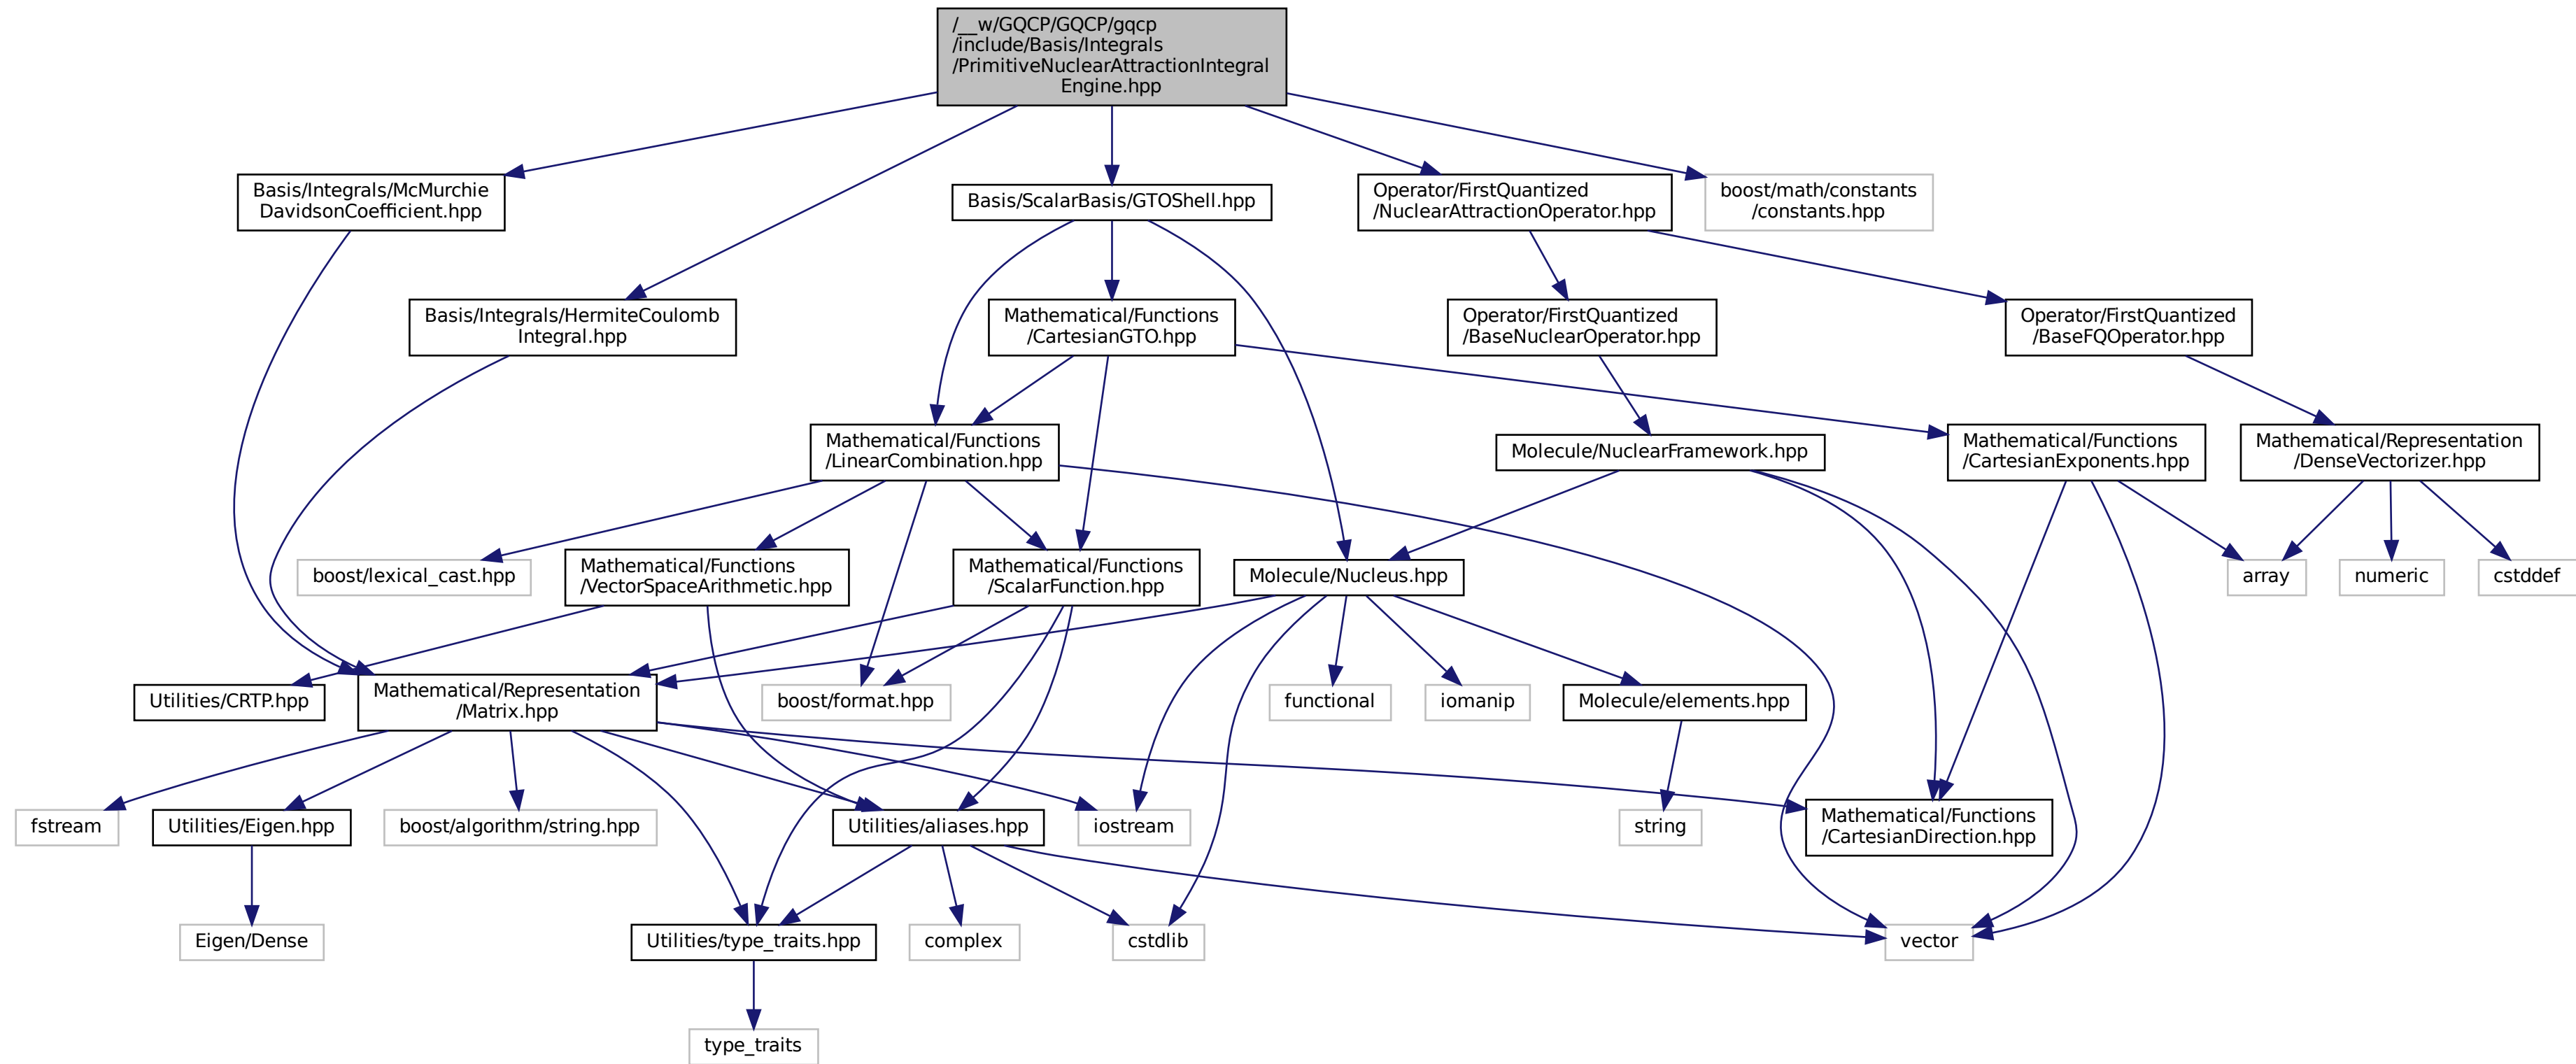 /__w/GQCP/GQCP/gqcp
/include/Basis/Integrals
/PrimitiveNuclearAttractionIntegral
Engine.hpp
Basis/Integrals/McMurchie
DavidsonCoefficient.hpp
Basis/ScalarBasis/GTOShell.hpp
Operator/FirstQuantized
/NuclearAttractionOperator.hpp
boost/math/constants
/constants.hpp
Basis/Integrals/HermiteCoulomb
Integral.hpp
Mathematical/Functions
/CartesianGTO.hpp
Operator/FirstQuantized
/BaseNuclearOperator.hpp
Operator/FirstQuantized
/BaseFQOperator.hpp
Mathematical/Functions
/LinearCombination.hpp
Molecule/NuclearFramework.hpp
Mathematical/Functions
/CartesianExponents.hpp
Mathematical/Representation
/DenseVectorizer.hpp
boost/lexical_cast.hpp
Mathematical/Functions
/VectorSpaceArithmetic.hpp
Mathematical/Functions
/ScalarFunction.hpp
Molecule/Nucleus.hpp
array
numeric
cstddef
Utilities/CRTP.hpp
Mathematical/Representation
/Matrix.hpp
boost/format.hpp
functional
iomanip
Molecule/elements.hpp
fstream
Utilities/Eigen.hpp
boost/algorithm/string.hpp
Utilities/aliases.hpp
iostream
string
Mathematical/Functions
/CartesianDirection.hpp
Eigen/Dense
Utilities/type_traits.hpp
complex
cstdlib
vector
type_traits